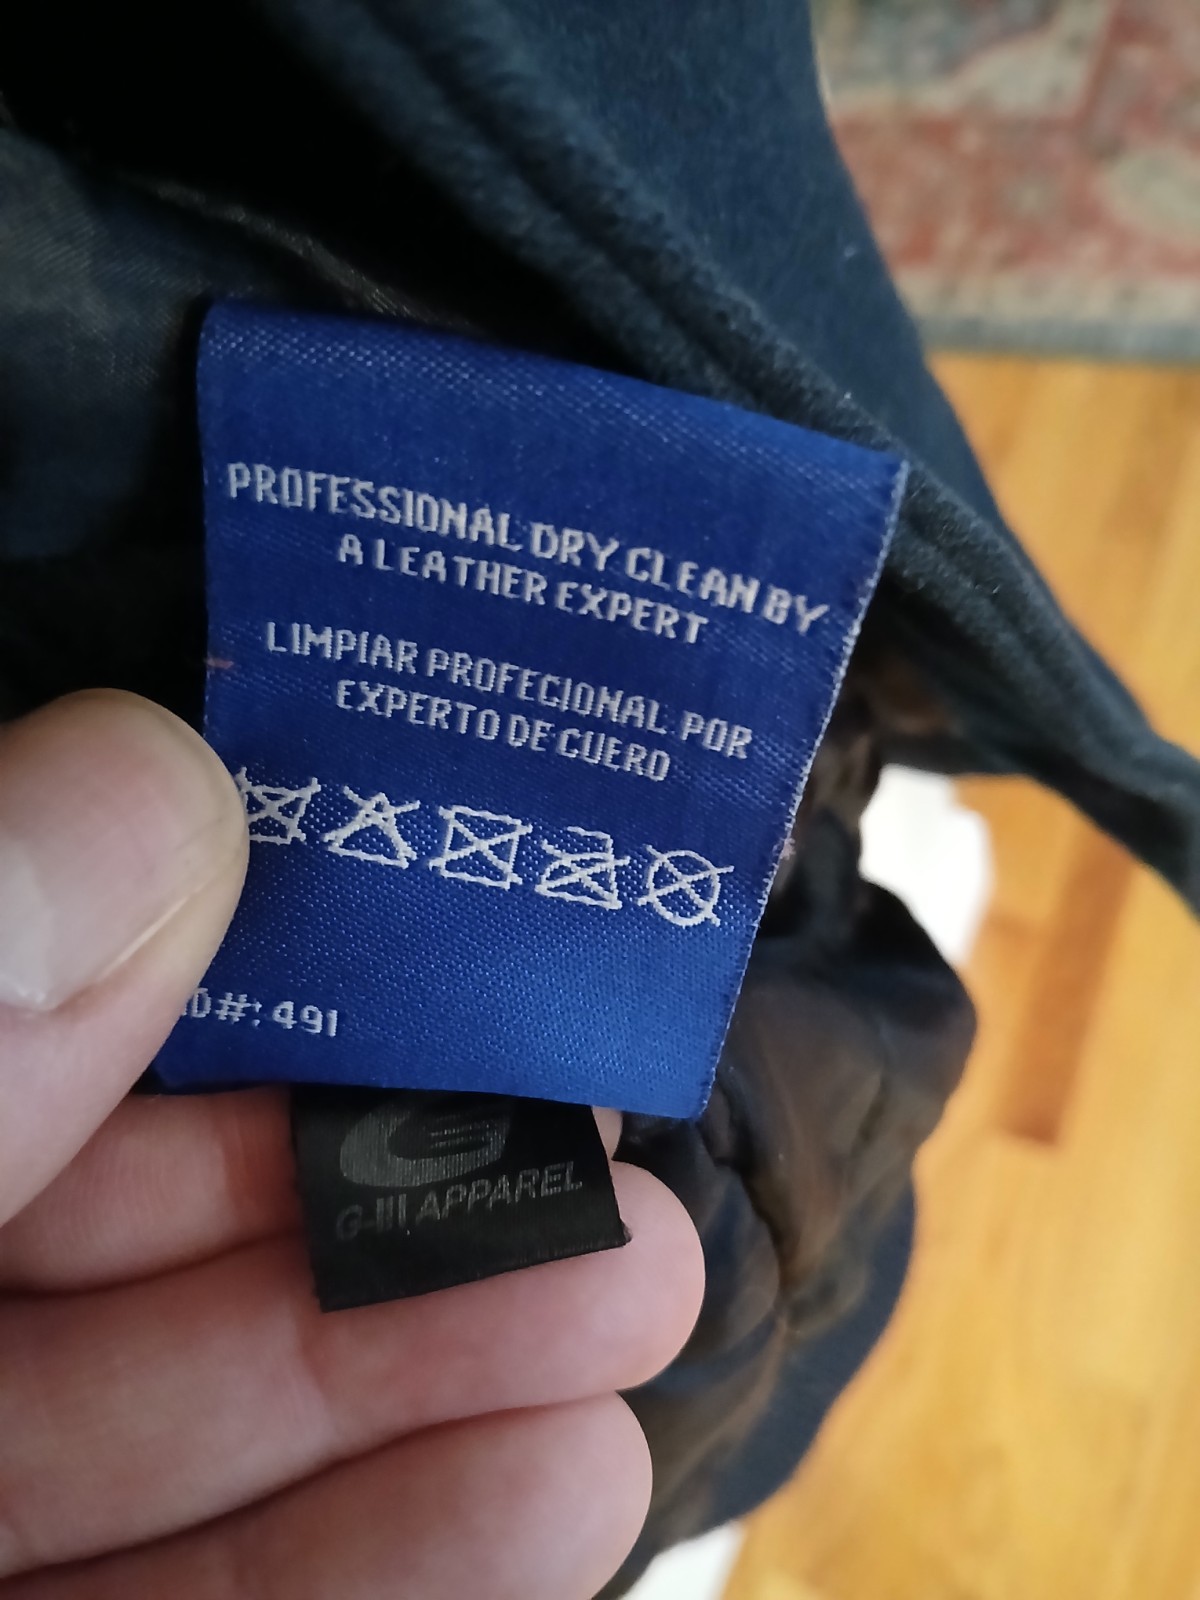 PROFESSIONAL DRY CLEAN BY
A LEATHER EXPERT
LIMPIAR PROFECIONAL POR
EXPERTO DE CUERO
D#: 491
G-III APPAREL